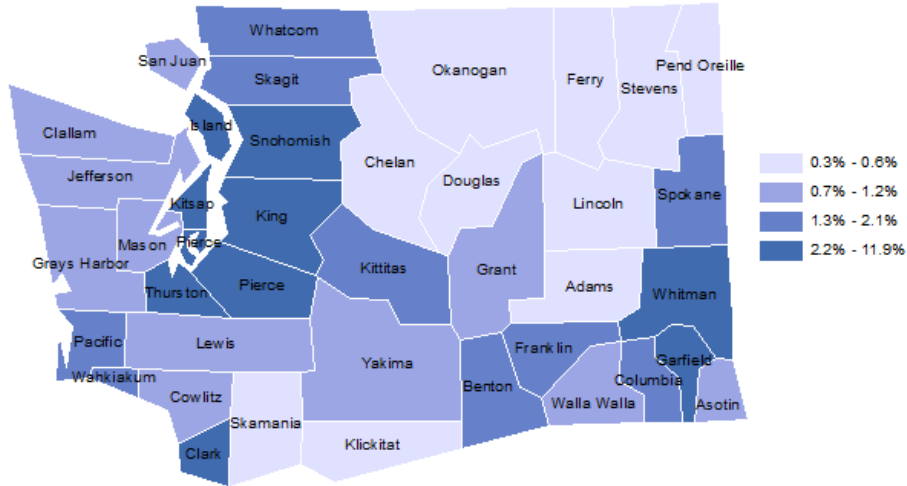 Whatcom
San Juan
Skagit
Okanogan
Ferry
Stevens
Pend Oreille
Clallam
Island
Snohomish
Chelan
Douglas
Jefferson
Kitsap
King
Lincoln
Spokane
Mason
Pierce
Grays Harbor
Kittitas
Grant
Thurston
Pierce
Adams
Whitman
Pacific
Lewis
Yakima
Franklin
Garfield
Wahkiakum
Benton
Columbia
Cowlitz
Walla Walla
Asotin
Skamania
Klickitat
Clark
0.3% - 0.6%
0.7% - 1.2%
1.3% - 2.1%
2.2% - 11.9%